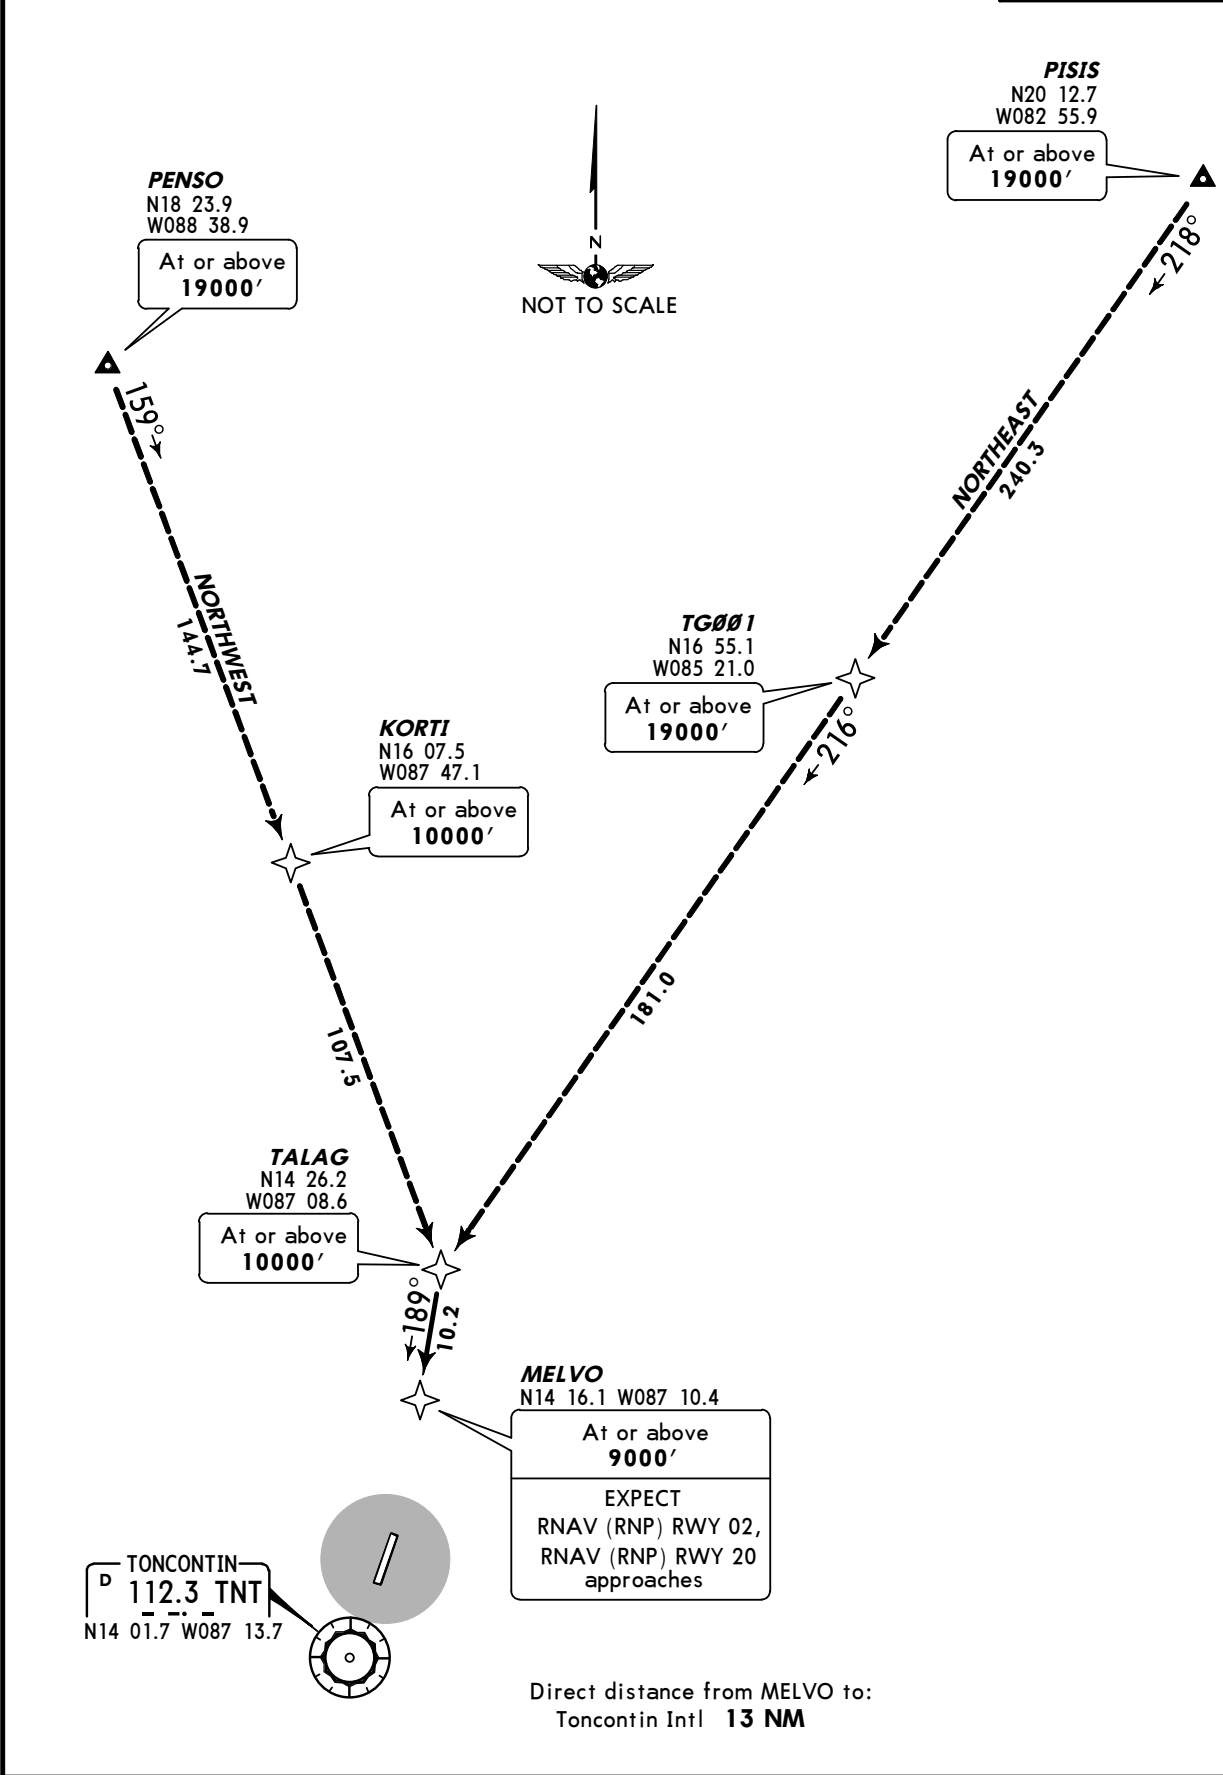 PISIS
N20 12.7
W082 55.9
At or above
19000′
218°
PENSO
N18 23.9
W088 38.9
At or above
19000′
159°
N
NOT TO SCALE
NORTHEAST
240.3
NORTHWEST
144.7
TGØØ1
N16 55.1
W085 21.0
At or above
19000′
216°
KORTI
N16 07.5
W087 47.1
At or above
10000′
181.0
107.5
TALAG
N14 26.2
W087 08.6
At or above
10000′
189°
10.2
MELVO
N14 16.1 W087 10.4
At or above
9000′
EXPECT
RNAV (RNP) RWY 02,
RNAV (RNP) RWY 20
approaches
TONCONTIN
D 112.3 TNT
N14 01.7 W087 13.7
Direct distance from MELVO to:
Toncontin Intl 13 NM